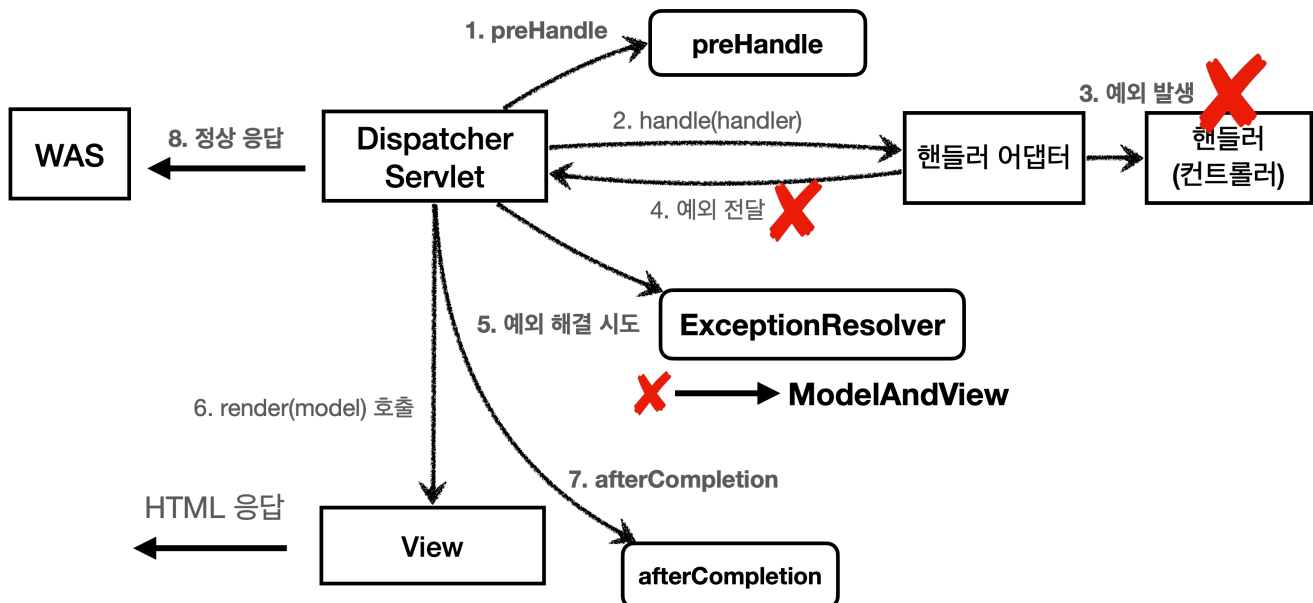 1. preHandle
preHandle
3. 예외 발생
WAS
8. 정상 응답
Dispatcher
Servlet
2. handle(handler)
핸들러 어댑터
핸들러
(컨트롤러)
4. 예외 전달
5. 예외 해결 시도
ExceptionResolver
ModelAndView
6. render(model) 호출
7. afterCompletion
HTML 응답
View
afterCompletion